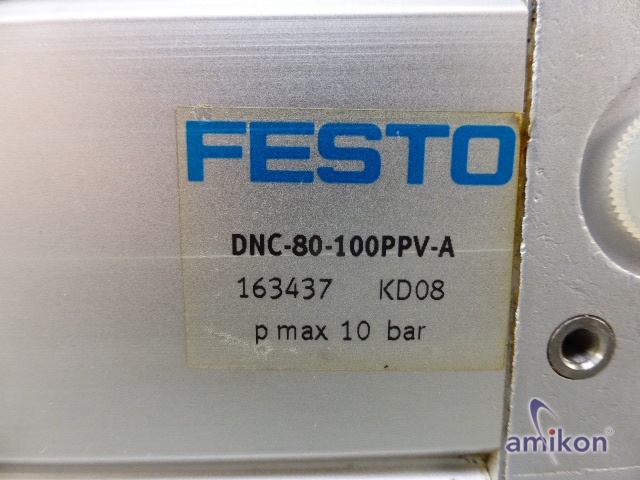 FESTO
DNC-80-100PPV-A
163437 KD08
p max 10 bar
amikon®